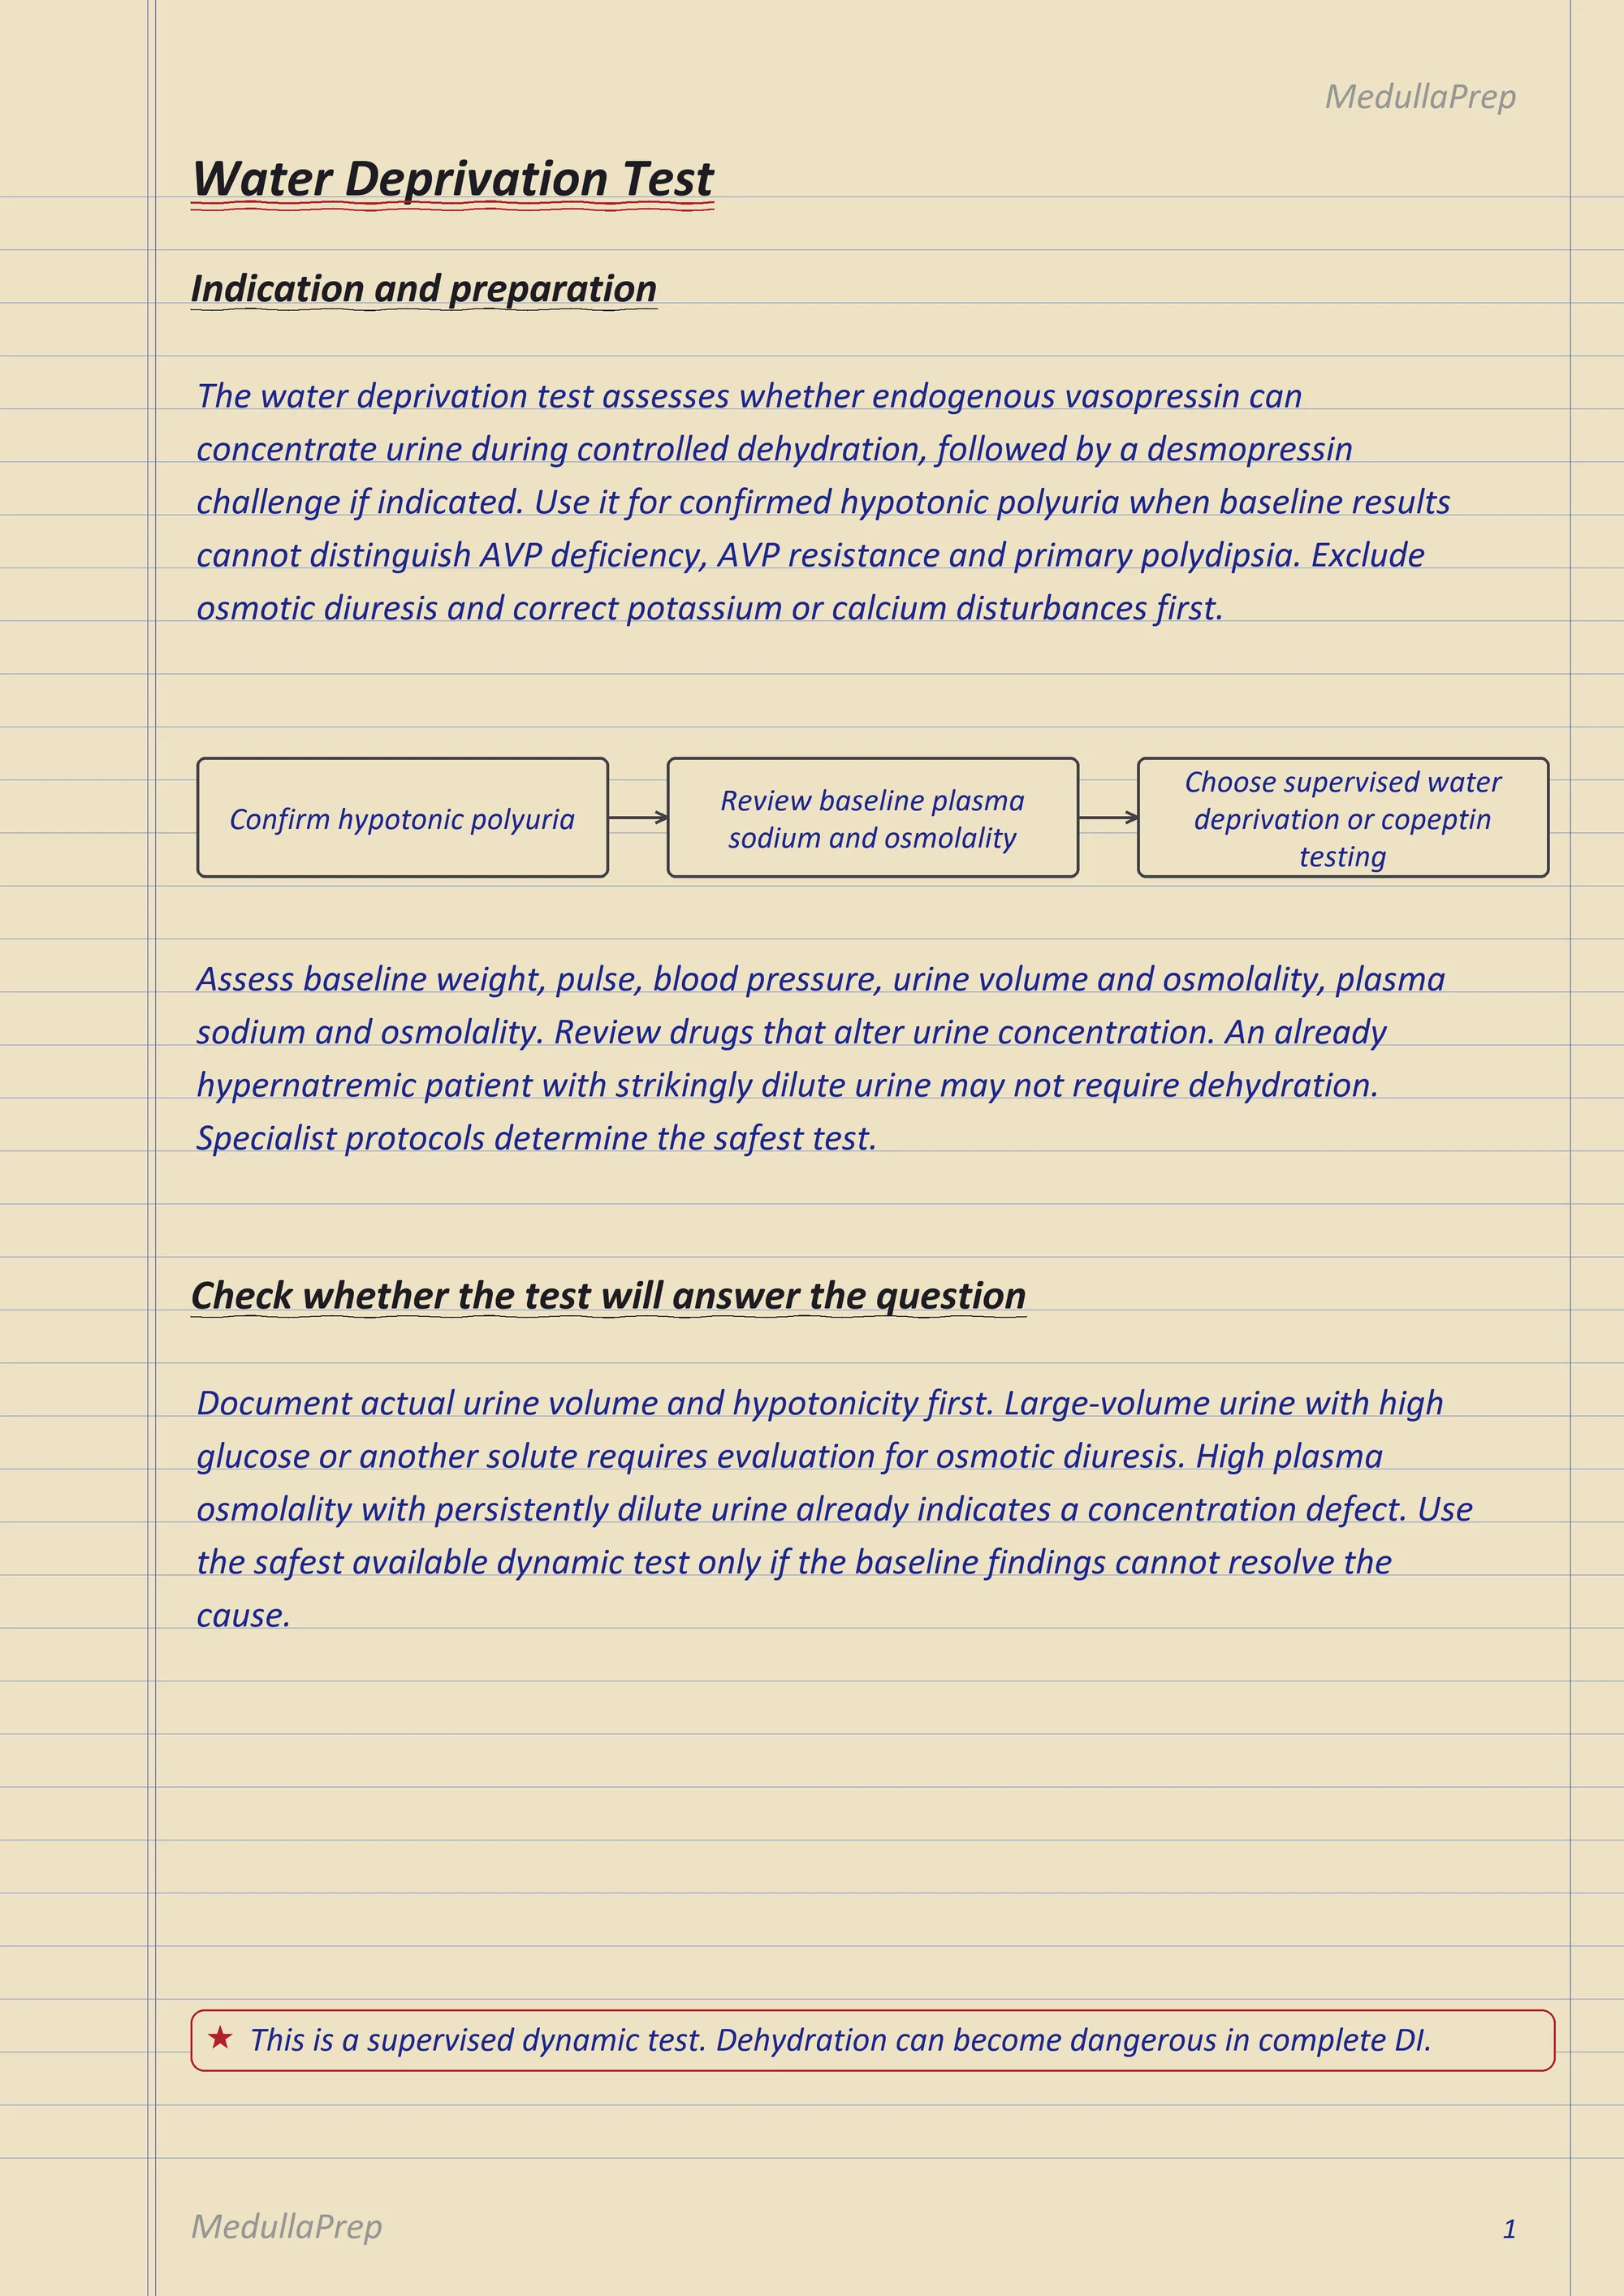 MedullaPrep
Water Deprivation Test
Indication and preparation
The water deprivation test assesses whether endogenous vasopressin can
concentrate urine during controlled dehydration, followed by a desmopressin
challenge if indicated. Use it for confirmed hypotonic polyuria when baseline results
cannot distinguish AVP deficiency, AVP resistance and primary polydipsia. Exclude
osmotic diuresis and correct potassium or calcium disturbances first.
Confirm hypotonic polyuria
Review baseline plasma
sodium and osmolality
Choose supervised water
deprivation or copeptin
testing
Assess baseline weight, pulse, blood pressure, urine volume and osmolality, plasma
sodium and osmolality. Review drugs that alter urine concentration. An already
hypernatremic patient with strikingly dilute urine may not require dehydration.
Specialist protocols determine the safest test.
Check whether the test will answer the question
Document actual urine volume and hypotonicity first. Large-volume urine with high
glucose or another solute requires evaluation for osmotic diuresis. High plasma
osmolality with persistently dilute urine already indicates a concentration defect. Use
the safest available dynamic test only if the baseline findings cannot resolve the
cause.
★ This is a supervised dynamic test. Dehydration can become dangerous in complete DI.
MedullaPrep
1